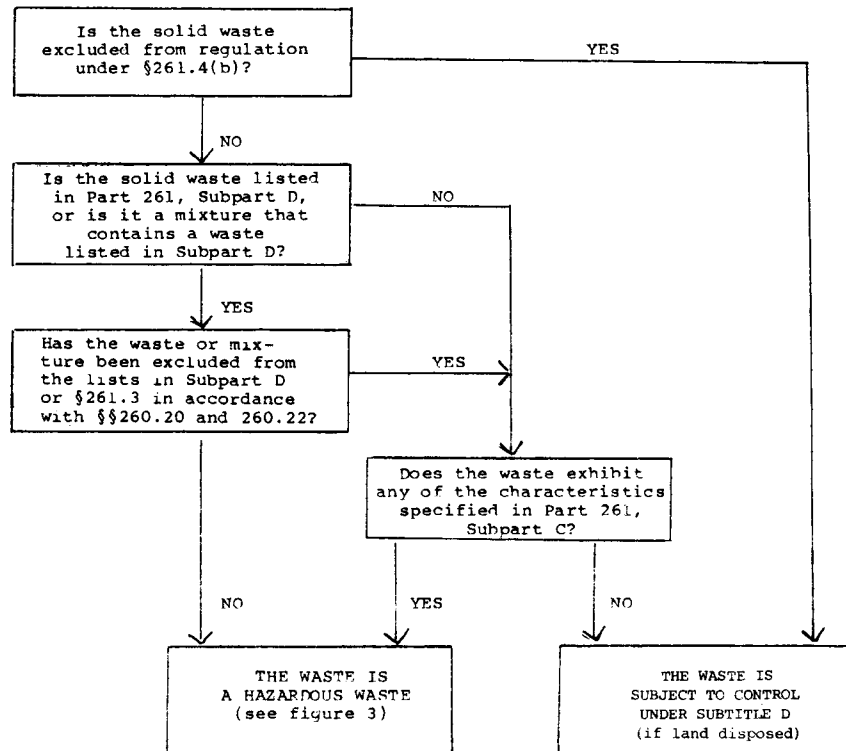 Is the solid waste
excluded from regulation
under §261.4(b)?
YES
NO
Is the solid waste listed
in Part 261, Subpart D,
or is it a mixture that
contains a waste
listed in Subpart D?
NO
YES
Has the waste or mix-
ture been excluded from
the lists in Subpart D
or §261.3 in accordance
with §§260.20 and 260.22?
YES
Does the waste exhibit
any of the characteristics
specified in Part 261,
Subpart C?
NO
YES
NO
THE WASTE IS
A HAZARDOUS WASTE
(see figure 3)
THE WASTE IS
SUBJECT TO CONTROL
UNDER SUBTITLE D
(if land disposed)